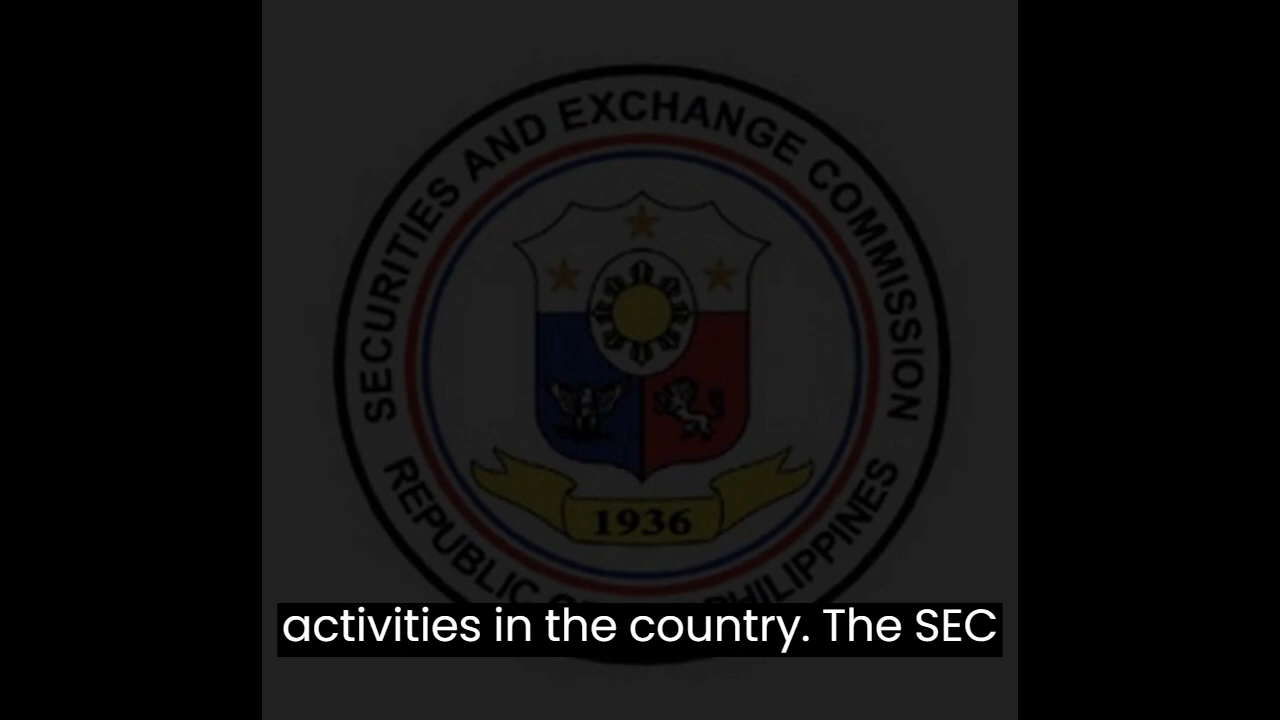 SECURITIES AND EXCHANGE COMMISSION
1936
REPUBLIC PHILIPPINES
activities in the country. The SEC